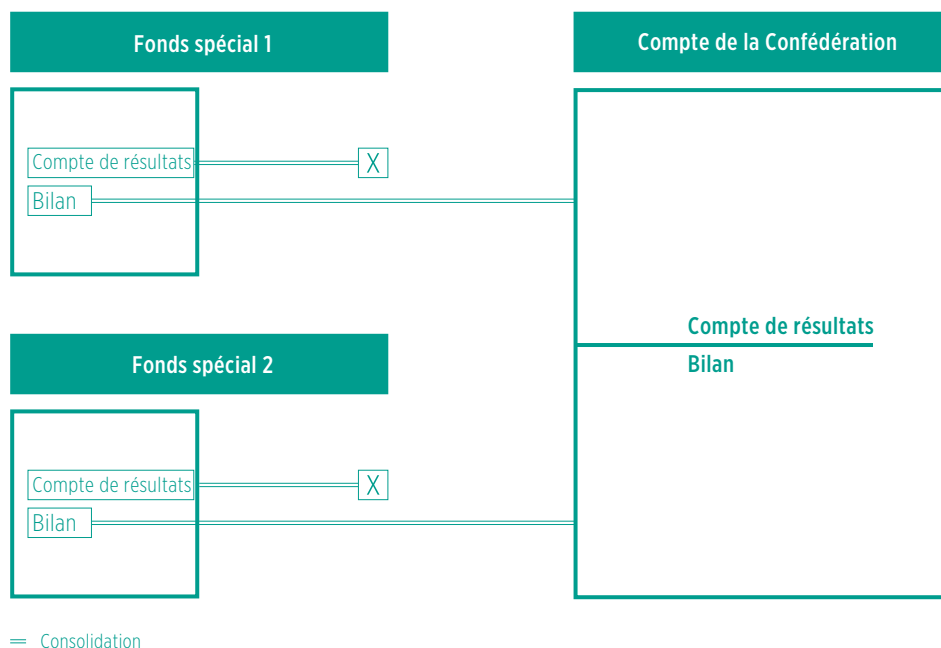 Fonds spécial 1
Compte de la Confédération
Compte de résultats
X
Bilan
Compte de résultats
Bilan
Fonds spécial 2
Compte de résultats
X
Bilan
= Consolidation